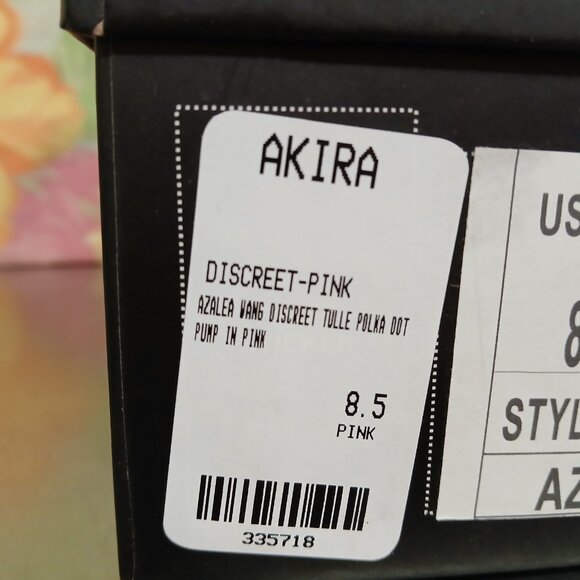 AKIRA
DISCREET-PINK
AZALEA WANG DISCREET TULLE POLKA DOT
PUMP IN PINK
8.5
PINK
335718
US
8
STYL
AZ